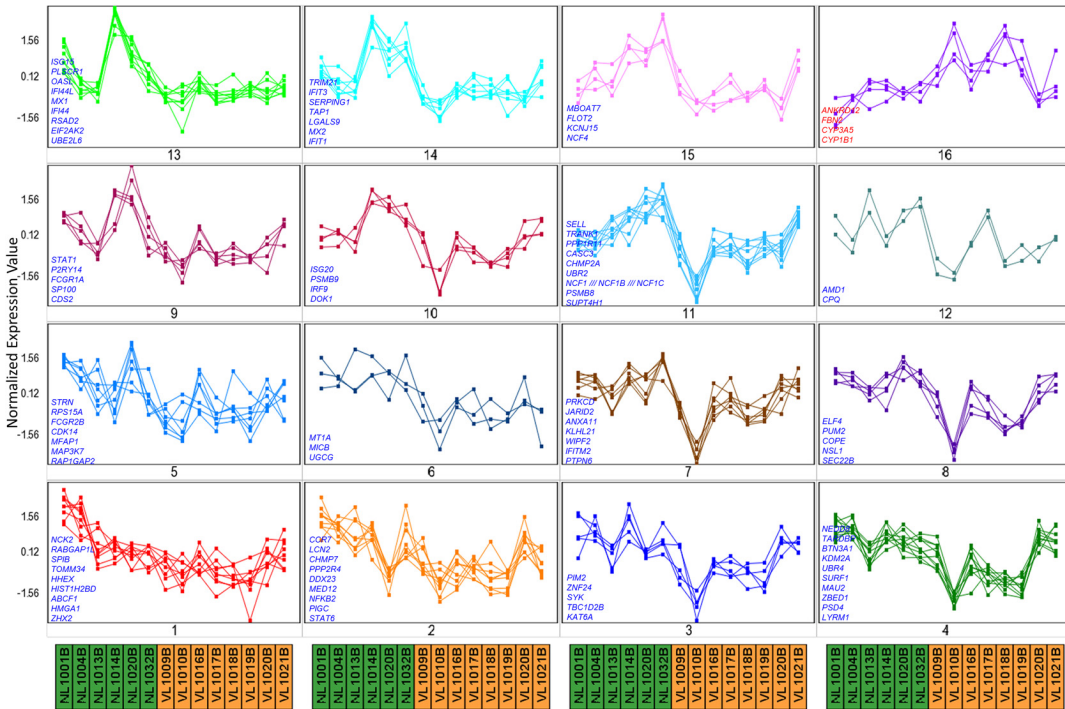 Normalized Expression Value
1.56
0.12
-1.56
ISG15
PLSCR1
OASL
IFI44L
MX1
IFI44
RSAD2
EIF2AK2
UBE2L6
13
TRIM21
IFIT3
SERPING1
TAP1
LGALS9
MX2
IFIT1
14
MBOAT7
FLOT2
KCNJ15
NCF4
15
FBN2
CYP3A5
CYP1B1
16
1.56
0.12
-1.56
STAT1
P2RY14
FCGR1A
SP100
CDS2
9
ISG20
PSMB9
IRF9
DOK1
10
SELL
TRANK1
PPP1R11
CASC3
CHMP2A
UBR2
NCF1 /// NCF1B /// NCF1C
PSMB8
SUPT4H1
11
AMD1
CPQ
12
1.56
0.12
-1.56
STRN
RPS15A
FCGR2B
CDK14
MFAP1
MAP3K7
RAP1GAP2
5
MT1A
MICB
UGCG
6
PRKCD
JARID2
ANXA11
KLHL21
WIPF2
IFITM2
PTPN6
7
ELF4
PUM2
COPE
NSL1
SEC22B
8
1.56
0.12
-1.56
NCK2
RABGAP1L
SPIB
TOMM34
HHEX
HIST1H2BD
ABCF1
HMGA1
ZHX2
1
CCR7
LCN2
CHMP7
PPP2R4
DDX23
MED12
NFKB2
PIGC
STAT6
2
PIM2
ZNF24
SYK
TBC1D2B
KAT6A
3
TARDBP
BTN3A1
KDM2A
UBR4
SURF1
MAU2
ZBED1
PSD4
LYRM1
4
NL1001B
NL1004B
NL1013B
NL1014B
NL1020B
NL1032B
VL1009B
VL1010B
VL1016B
VL1017B
VL1018B
VL1019B
VL1020B
VL1021B
NL1001B
NL1004B
NL1013B
NL1014B
NL1020B
NL1032B
VL1009B
VL1010B
VL1016B
VL1017B
VL1018B
VL1019B
VL1020B
VL1021B
NL1001B
NL1004B
NL1013B
NL1014B
NL1020B
NL1032B
VL1009B
VL1010B
VL1016B
VL1017B
VL1018B
VL1019B
VL1020B
VL1021B
NL1001B
NL1004B
NL1013B
NL1014B
NL1020B
NL1032B
VL1009B
VL1010B
VL1016B
VL1017B
VL1018B
VL1019B
VL1020B
VL1021B